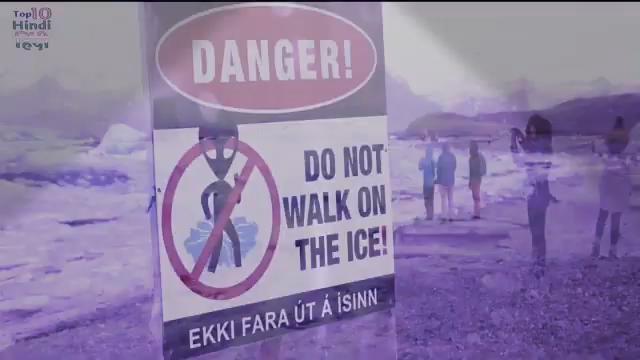 Top10
Hindi
DANGER!
DO NOT
WALK ON
THE ICE!
EKKI FARA ÚT Á ÍSINN